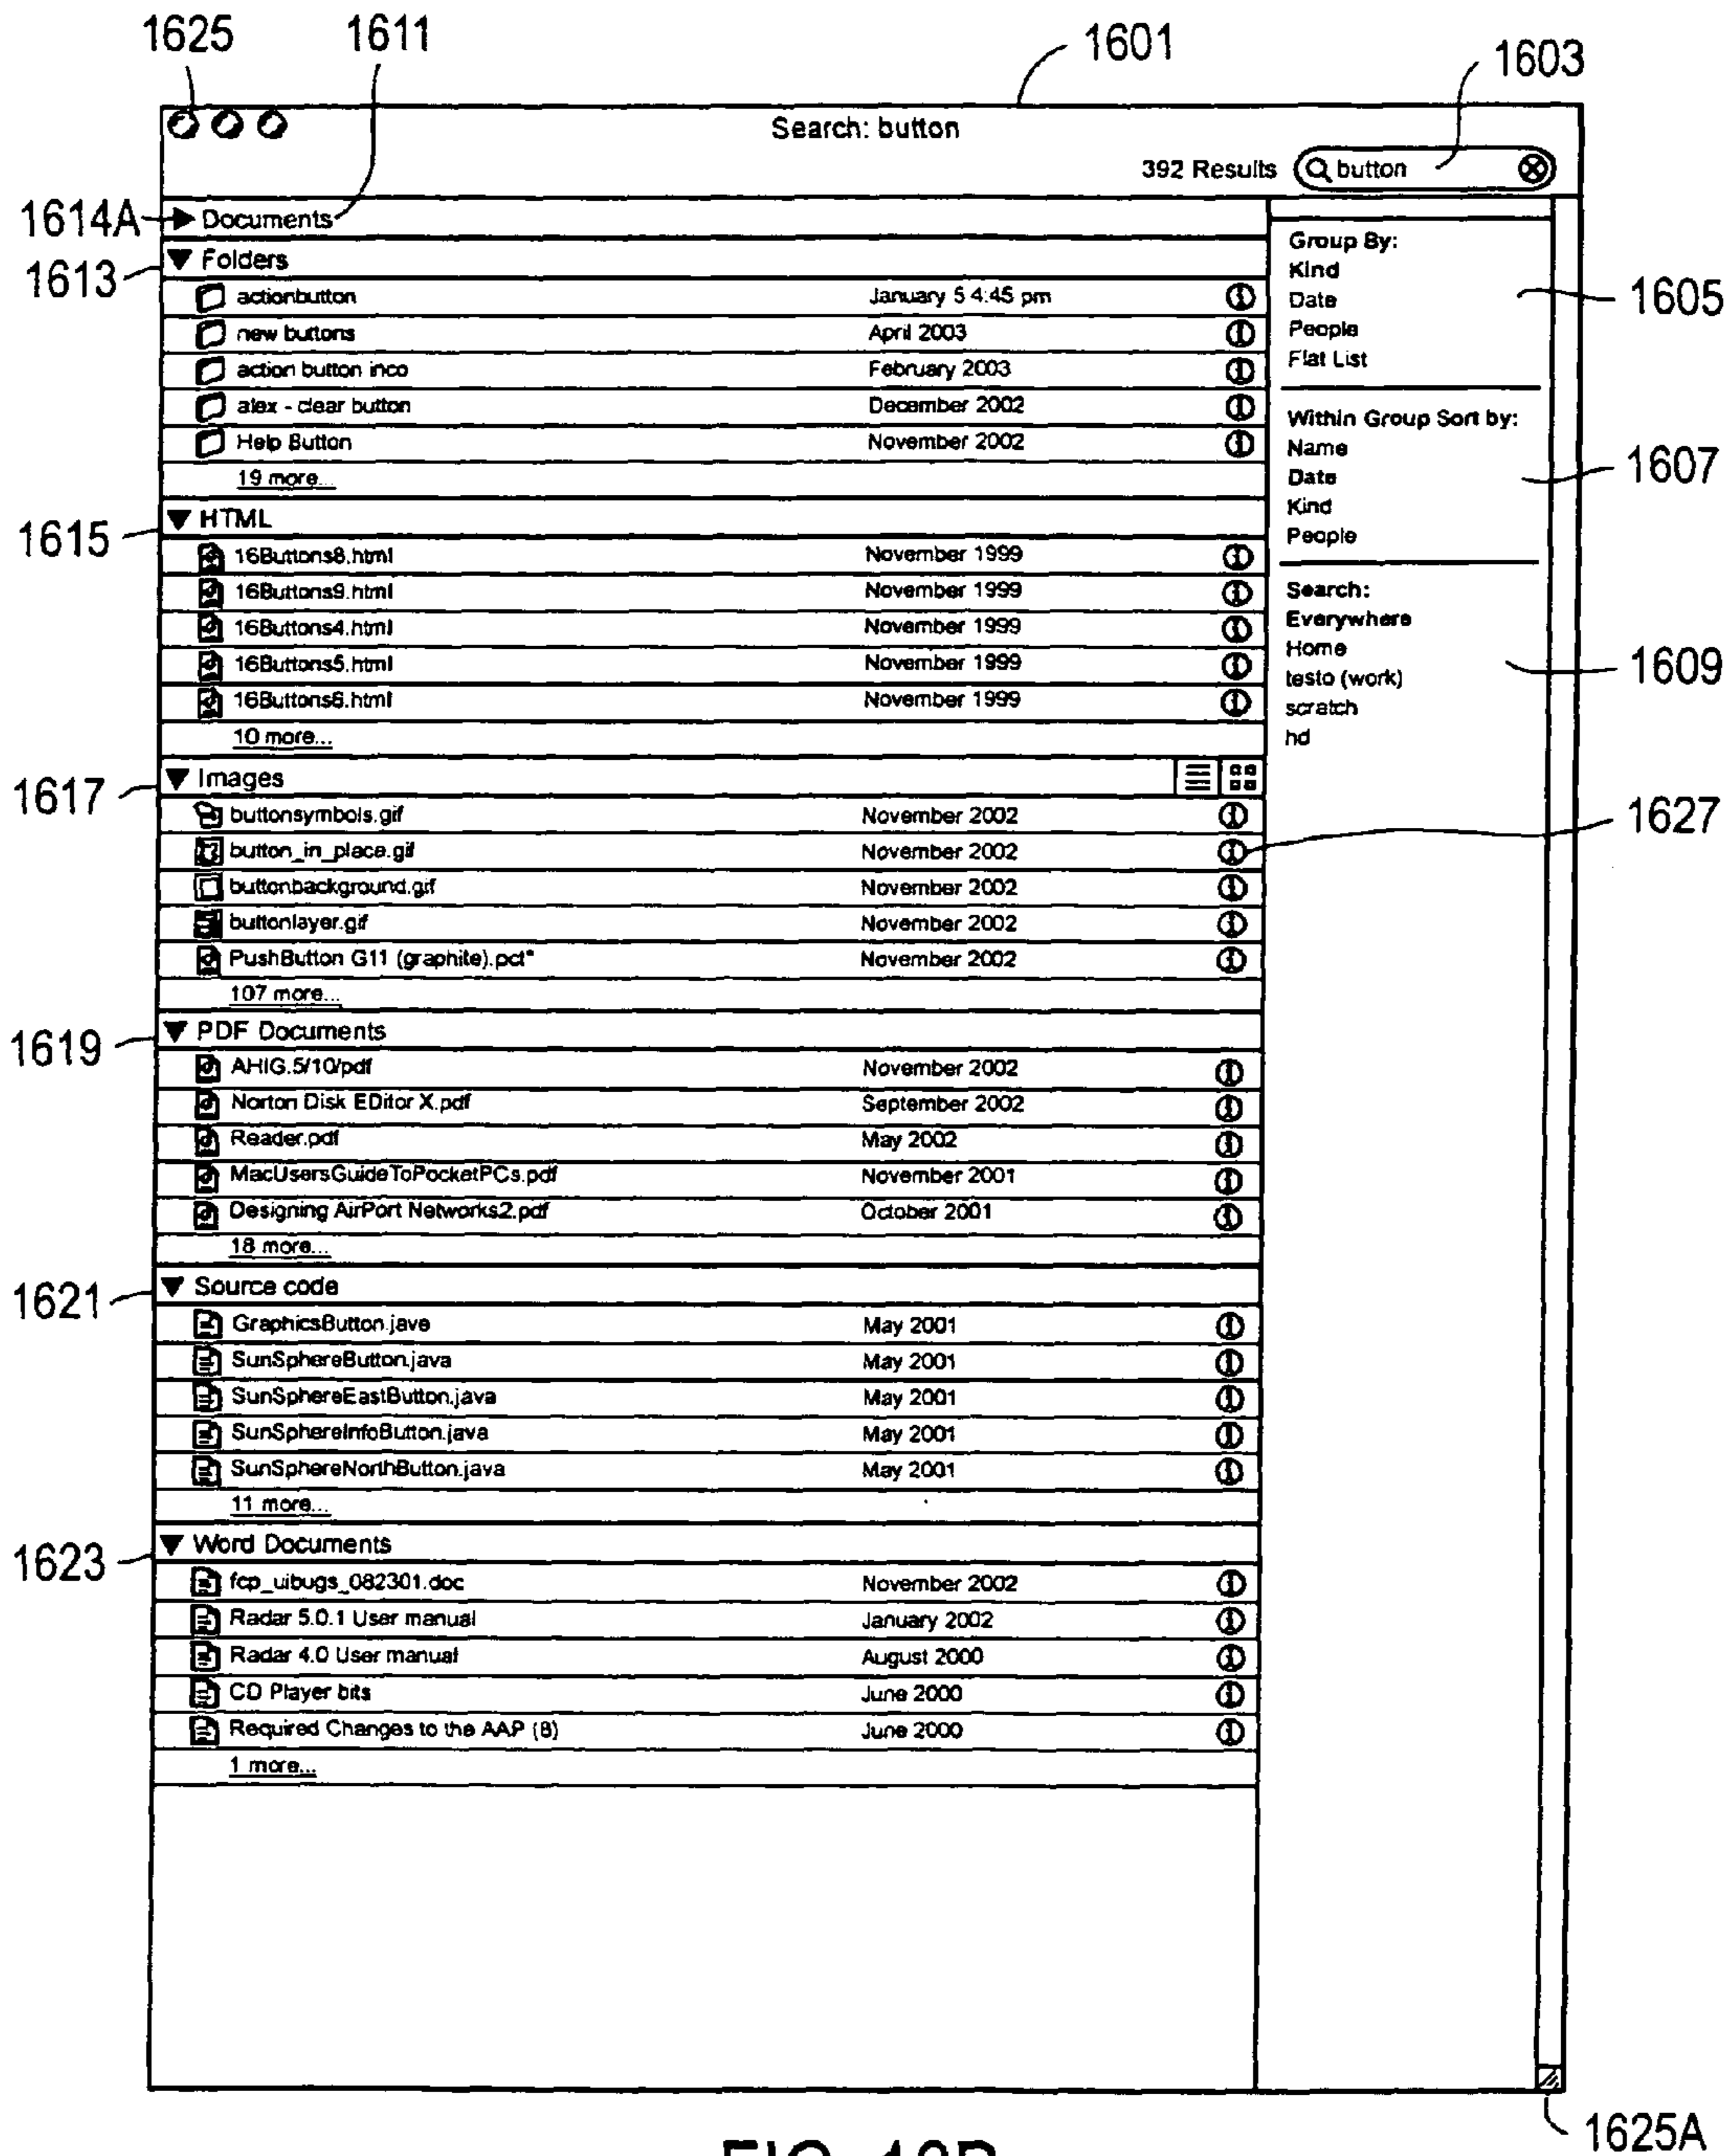 1625 1611 1601 1603
Search: button
392 Results button
1614A Documents
1613 Folders
actionbutton January 5 4:45 pm
new buttons April 2003
action button inco February 2003
alex - clear button December 2002
Help Button November 2002
19 more...
1615 HTML
16Buttons8.html November 1999
16Buttons9.html November 1999
16Buttons4.html November 1999
16Buttons5.html November 1999
16Buttons6.html November 1999
10 more...
1617 Images
buttonsymbols.gif November 2002
button_in_place.gif November 2002
buttonbackground.gif November 2002
buttonlayer.gif November 2002
PushButton G11 (graphite).pct* November 2002
107 more...
1619 PDF Documents
AHIG.5/10/pdf November 2002
Norton Disk EDitor X.pdf September 2002
Reader.pdf May 2002
MacUsersGuideToPocketPCs.pdf November 2001
Designing AirPort Networks2.pdf October 2001
18 more...
1621 Source code
GraphicsButton.jave May 2001
SunSphereButton.java May 2001
SunSphereEastButton.java May 2001
SunSphereInfoButton.java May 2001
SunSphereNorthButton.java May 2001
11 more...
1623 Word Documents
fcp_uibugs_082301.doc November 2002
Radar 5.0.1 User manual January 2002
Radar 4.0 User manual August 2000
CD Player bits June 2000
Required Changes to the AAP (8) June 2000
1 more...
Group By:
Kind
Date
People
Flat List
1605
Within Group Sort by:
Name
Date
Kind
People
1607
Search:
Everywhere
Home
testo (work)
scratch
hd
1609
1627
1625A